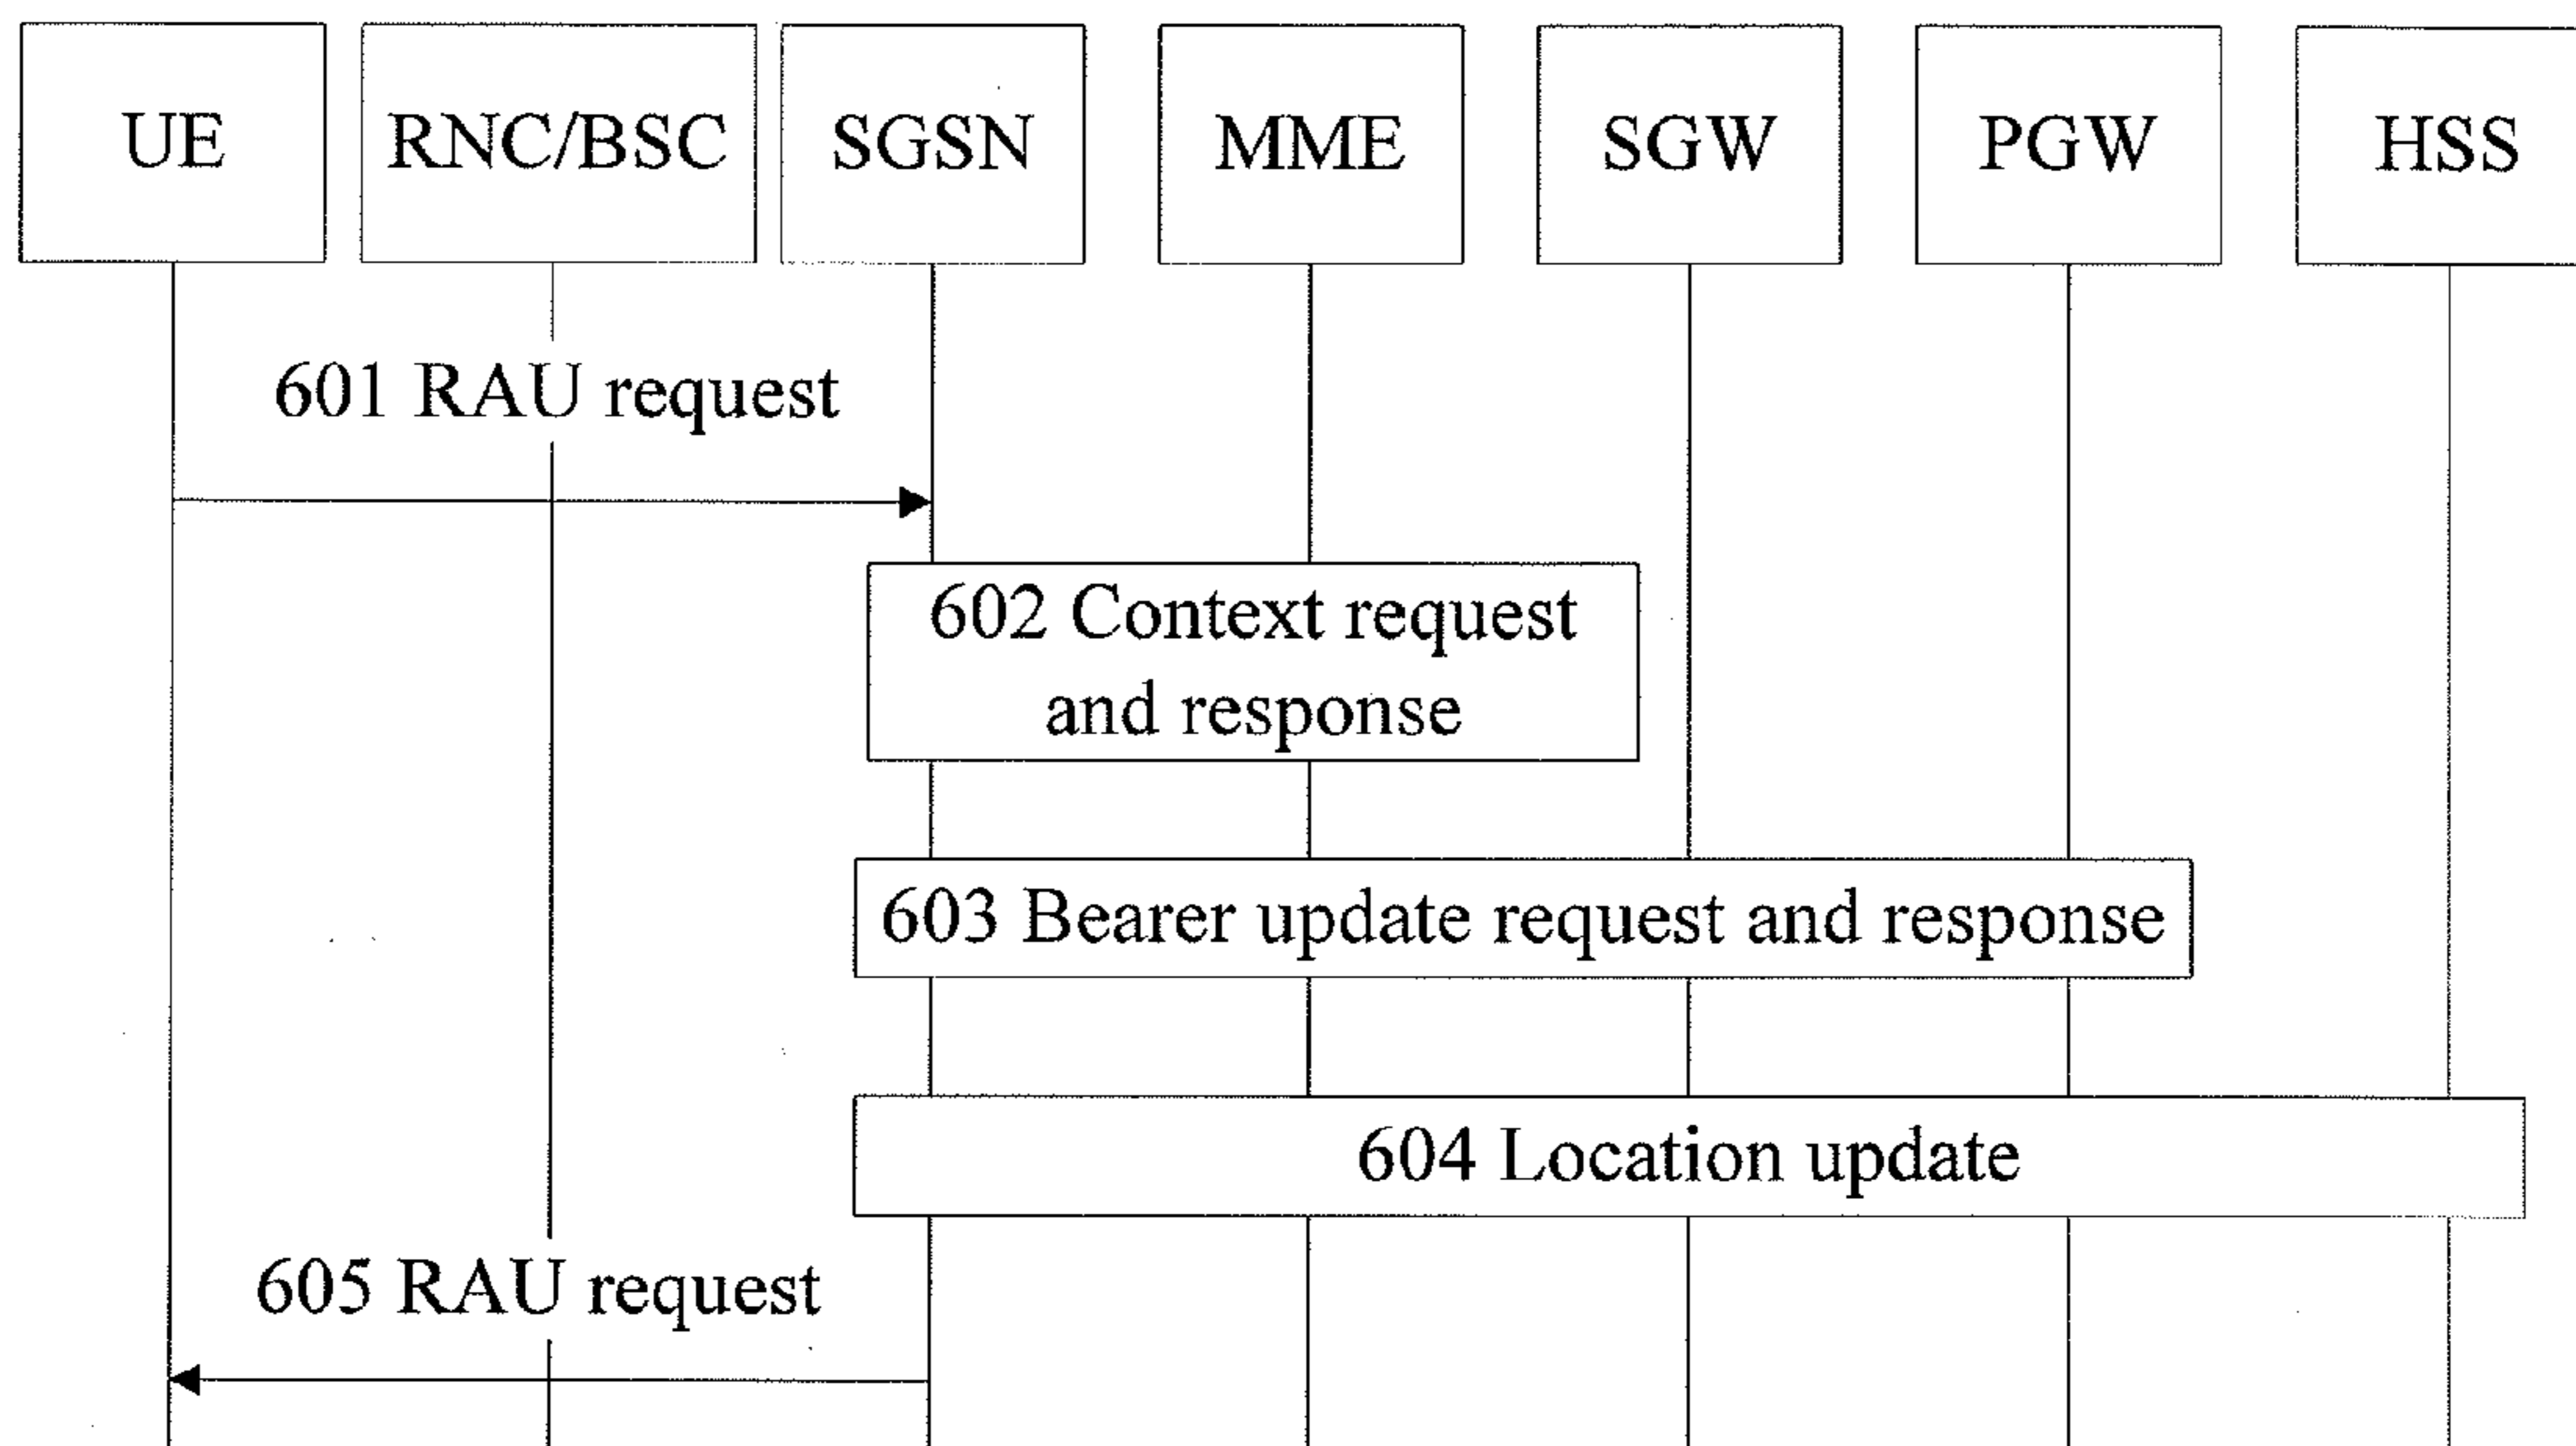 UE
RNC/BSC
SGSN
MME
SGW
PGW
HSS
601 RAU request
602 Context request
and response
603 Bearer update request and response
604 Location update
605 RAU request